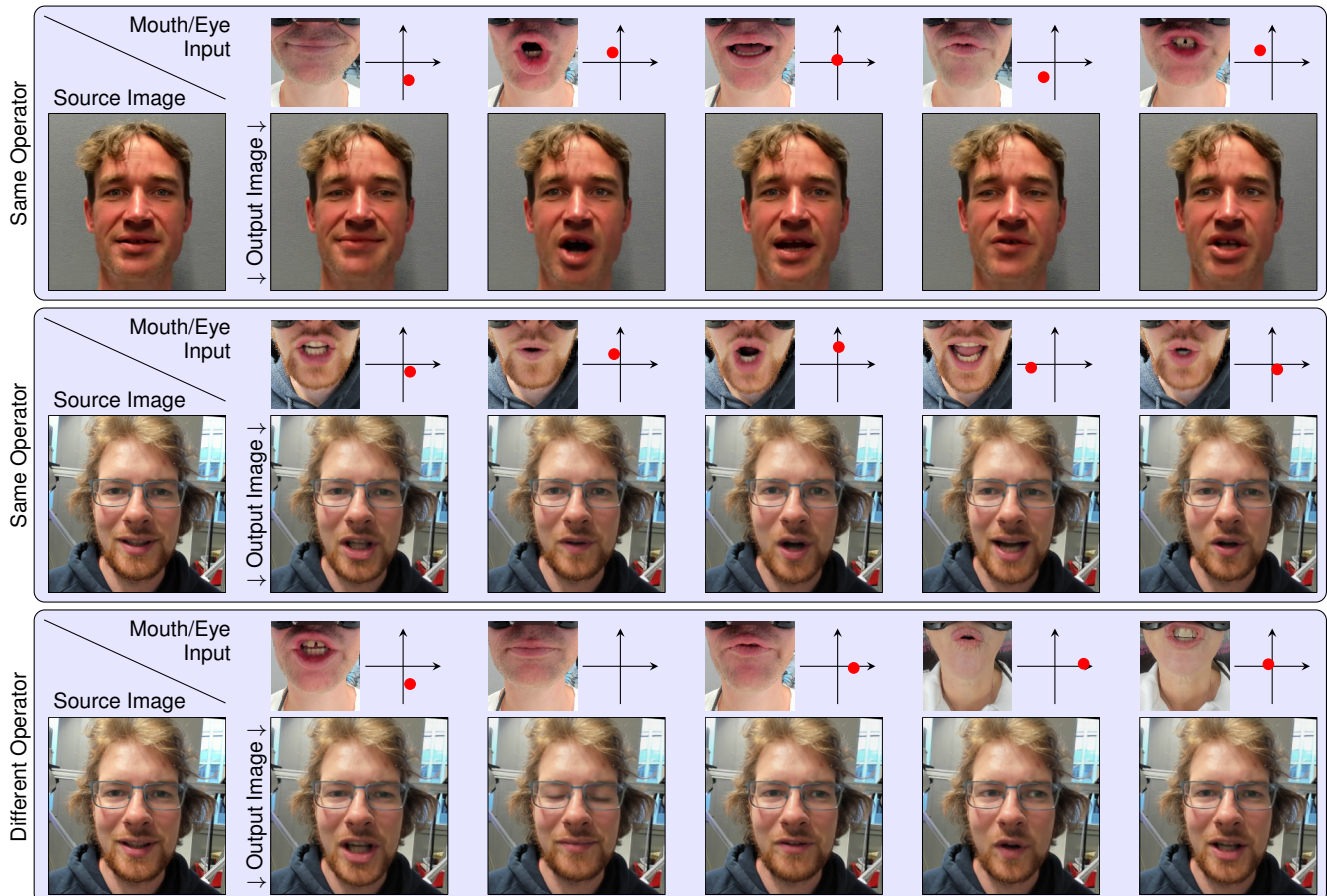 Same Operator
Mouth/Eye
Input
Source Image
↓ Output Image ↓
Same Operator
Mouth/Eye
Input
Source Image
↓ Output Image ↓
Different Operator
Mouth/Eye
Input
Source Image
↓ Output Image ↓